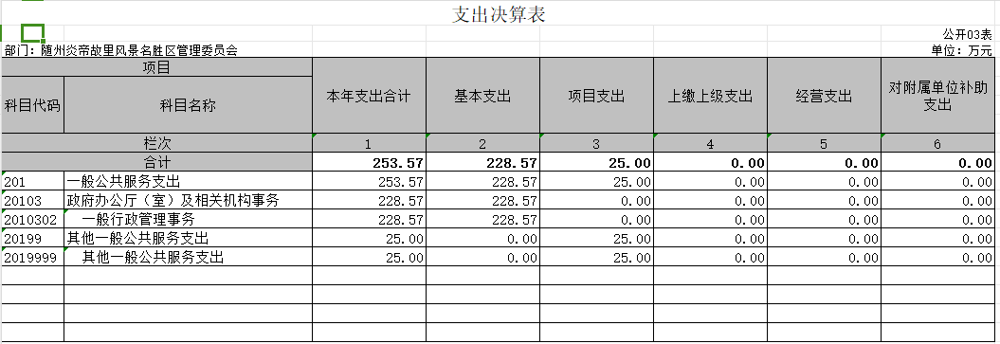 支出决算表
公开03表
部门：随州炎帝故里风景名胜区管理委员会 单位：万元
项目 本年支出合计 基本支出 项目支出 上缴上级支出 经营支出 对附属单位补助支出
科目代码 科目名称
栏次 1 2 3 4 5 6
合计 253.57 228.57 25.00 0.00 0.00 0.00
201 一般公共服务支出 253.57 228.57 25.00 0.00 0.00 0.00
20103 政府办公厅（室）及相关机构事务 228.57 228.57 0.00 0.00 0.00 0.00
2010302 一般行政管理事务 228.57 228.57 0.00 0.00 0.00 0.00
20199 其他一般公共服务支出 25.00 0.00 25.00 0.00 0.00 0.00
2019999 其他一般公共服务支出 25.00 0.00 25.00 0.00 0.00 0.00